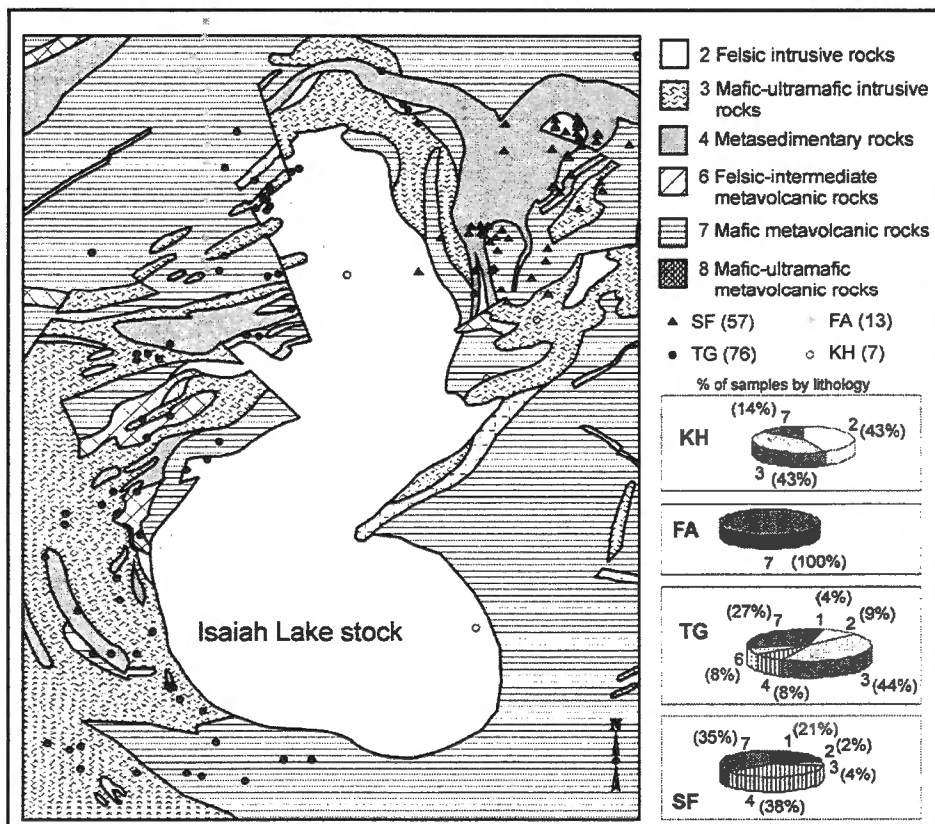 2 Felsic intrusive rocks
3 Mafic-ultramafic intrusive
rocks
4 Metasedimentary rocks
6 Felsic-intermediate
metavolcanic rocks
7 Mafic metavolcanic rocks
8 Mafic-ultramafic
metavolcanic rocks
SF (57) FA (13)
TG (76) KH (7)
% of samples by lithology
KH
(14%) 7
2 (43%)
3 (43%)
FA
7 (100%)
TG
(27%) 7
(4%) 1
2 (9%)
6 (8%)
4 (8%)
3 (44%)
SF
(35%) 7
1 (21%)
2 (2%)
3 (4%)
4 (38%)
Isaiah Lake stock